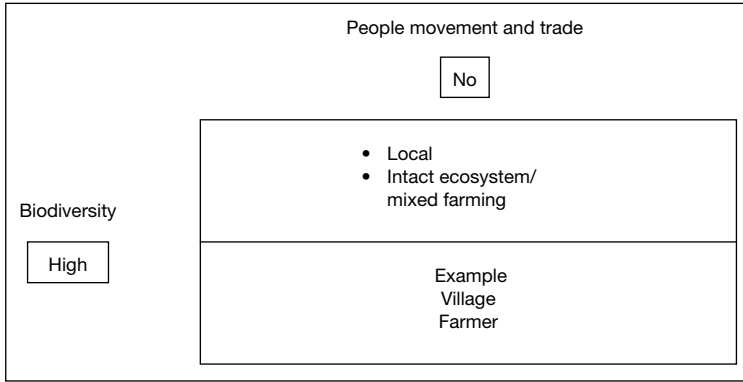 People movement and trade
No
• Local
• Intact ecosystem/
mixed farming
Biodiversity
High
Example
Village
Farmer